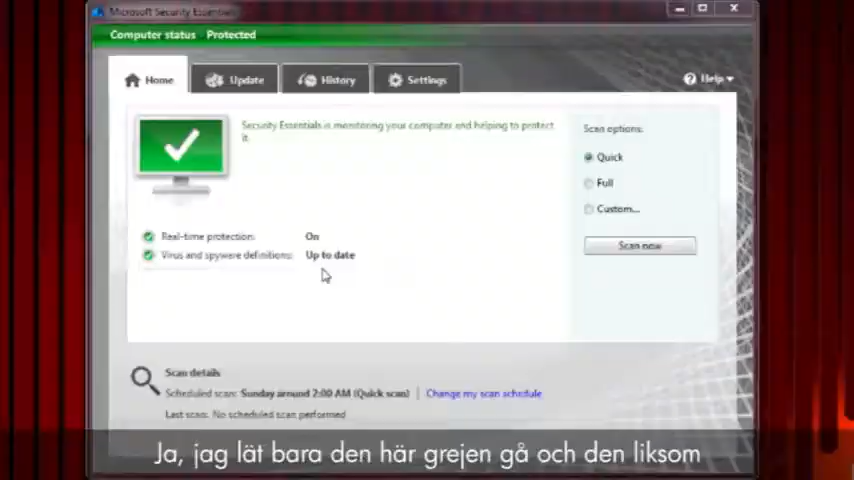 Microsoft Security Essentials
Computer status - Protected
Home
Update
History
Settings
Help
Security Essentials is monitoring your computer and helping to protect
it.
Scan options:
Quick
Full
Custom...
Scan now
Real-time protection: On
Virus and spyware definitions: Up to date
Scan details
Scheduled scan: Sunday around 2:00 AM (Quick scan) | Change my scan schedule
Last scan: No scheduled scan performed
Ja, jag lät bara den här grejen gå och den liksom